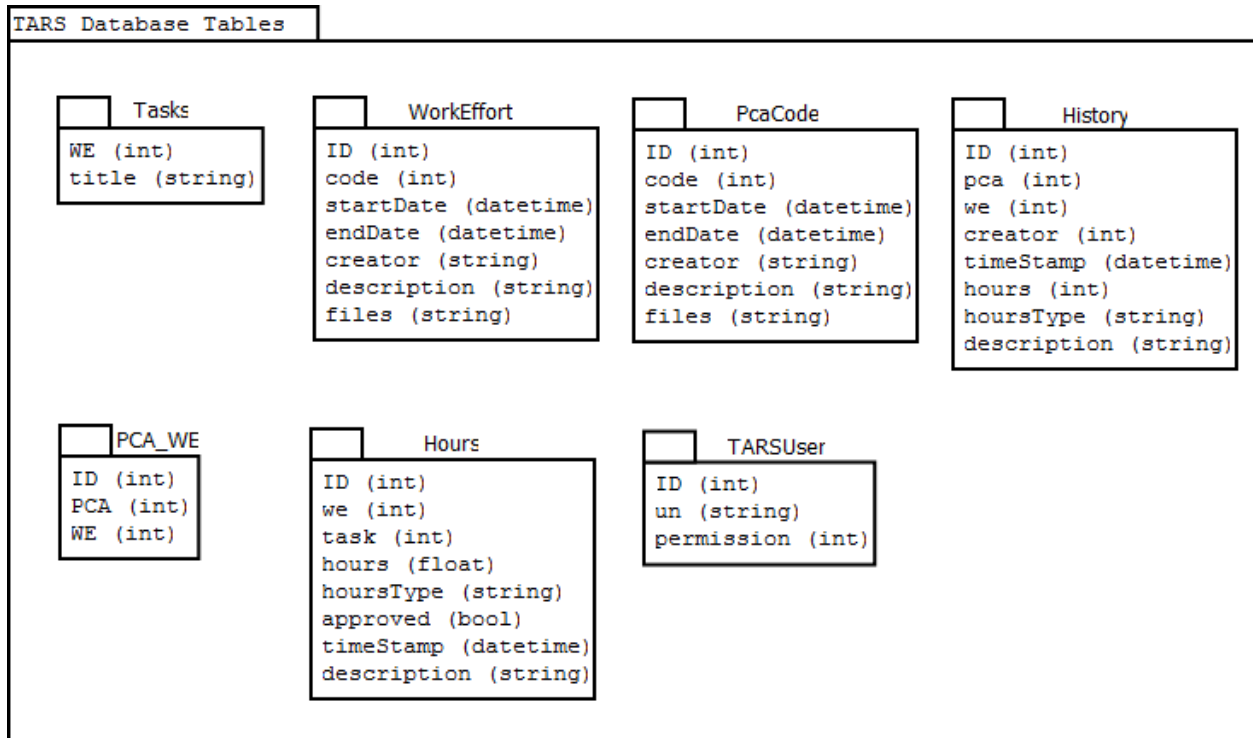 TARS Database Tables
Tasks
WE (int)
title (string)
WorkEffort
ID (int)
code (int)
startDate (datetime)
endDate (datetime)
creator (string)
description (string)
files (string)
PcaCode
ID (int)
code (int)
startDate (datetime)
endDate (datetime)
creator (string)
description (string)
files (string)
History
ID (int)
pca (int)
we (int)
creator (int)
timeStamp (datetime)
hours (int)
hoursType (string)
description (string)
PCA_WE
ID (int)
PCA (int)
WE (int)
Hours
ID (int)
we (int)
task (int)
hours (float)
hoursType (string)
approved (bool)
timeStamp (datetime)
description (string)
TARSUser
ID (int)
un (string)
permission (int)